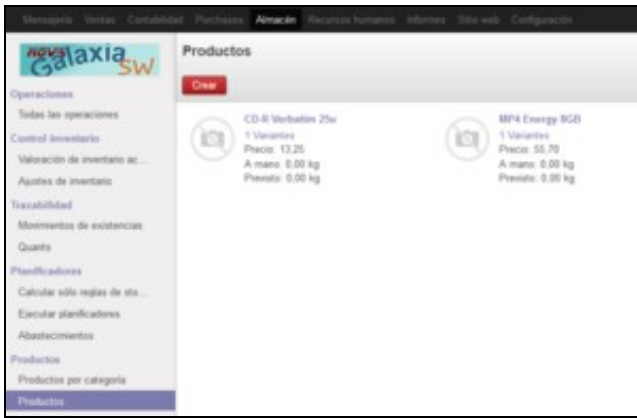 Mensajería Ventas Contabilidad Purchases Almacén Recursos humanos Informes Sitio web Configuración
nova
Galaxia
SW
Productos
Crear
Operaciones
Todas las operaciones
Control Inventario
Valoración de inventario ac...
Ajustes de inventario
Trazabilidad
Movimientos de existencias
Quants
Planificadores
Calcular sólo reglas de sto...
Ejecutar planificadores
Abastecimientos
Productos
Productos por categoría
Productos
CD-R Verbatim 25u
1 Variantes
Precio: 13,25
A mano: 0,00 kg
Previsto: 0,00 kg
MP4 Energy 8GB
1 Variantes
A mano: 0,00 kg
Previsto: 0,00 kg